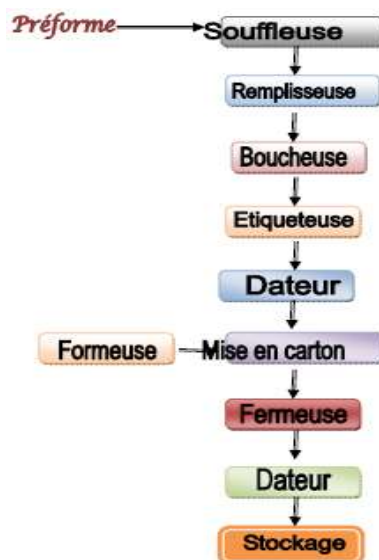 Préforme
Souffleuse
Remplisseuse
Boucheuse
Etiqueteuse
Dateur
Formeuse
Mise en carton
Fermeuse
Dateur
Stockage